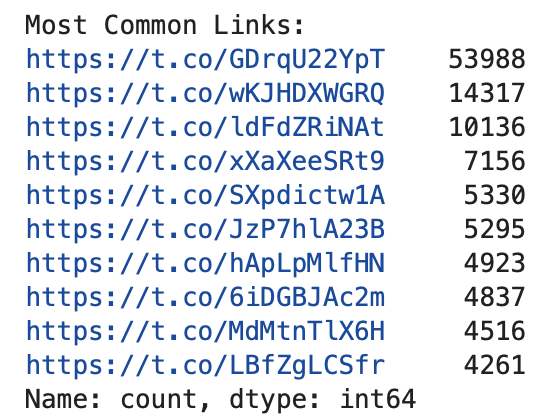 Most Common Links:
https://t.co/GDrqU22YpT    53988
https://t.co/wKJHDXWGRQ    14317
https://t.co/ldFdZRiNAt    10136
https://t.co/xXaXeeSRt9     7156
https://t.co/SXpdictw1A     5330
https://t.co/JzP7hlA23B     5295
https://t.co/hApLpMlfHN     4923
https://t.co/6iDGBJAc2m     4837
https://t.co/MdMtnTlX6H     4516
https://t.co/LBfZgLCSfr     4261
Name: count, dtype: int64